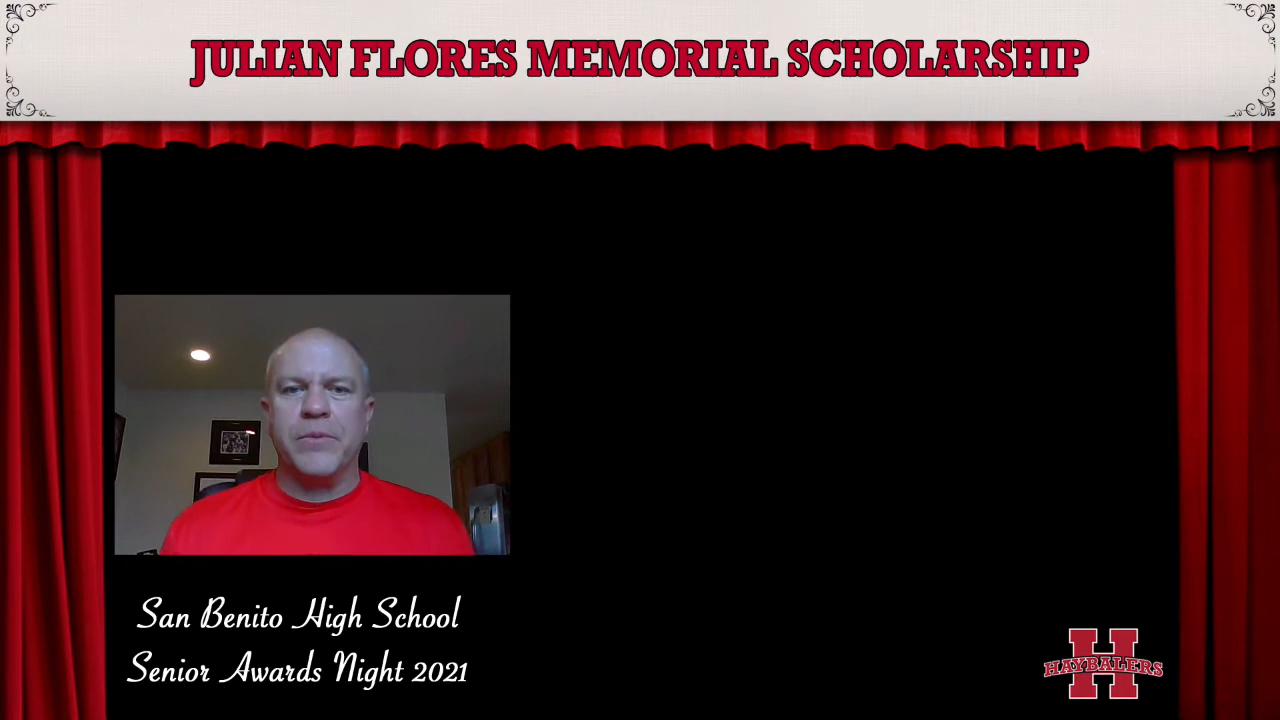 JULIAN FLORES MEMORIAL SCHOLARSHIP
San Benito High School
Senior Awards Night 2021
H
HAYBALERS